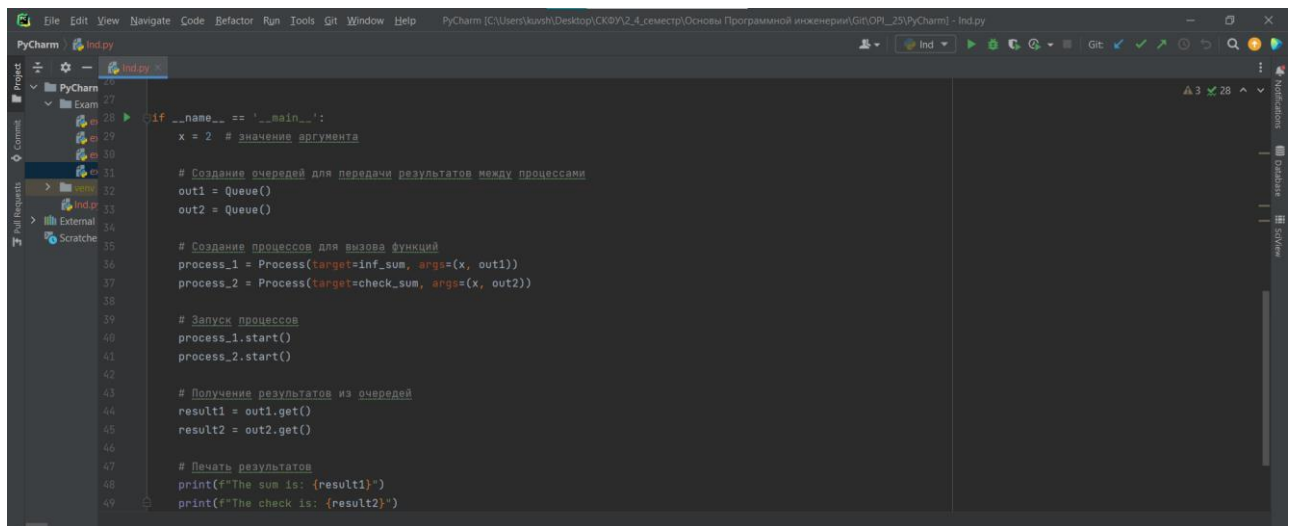 File Edit View Navigate Code Refactor Run Tools Git Window Help PyCharm [C:\Users\kuvsh\Desktop\СКФУ\2_4_семестр\Основы Программной инженерии\Git\OPI_25\PyCharm] - Ind.py
PyCharm Ind.py Ind Git:
Project Ind.py
PyCharn 26
Exam 27 3 28
28 if __name__ == '__main__':
29 x = 2 # значение аргумента
30
31 # Создание очередей для передачи результатов между процессами
venv 32 out1 = Queue()
Ind.p 33 out2 = Queue()
External 34
Scratche 35 # Создание процессов для вызова функций
36 process_1 = Process(target=inf_sum, args=(x, out1))
37 process_2 = Process(target=check_sum, args=(x, out2))
38
39 # Запуск процессов
40 process_1.start()
41 process_2.start()
42
43 # Получение результатов из очередей
44 result1 = out1.get()
45 result2 = out2.get()
46
47 # Печать результатов
48 print(f"The sum is: {result1}")
49 print(f"The check is: {result2}")
Commit
Pull Requests
Notifications
Database
SciView